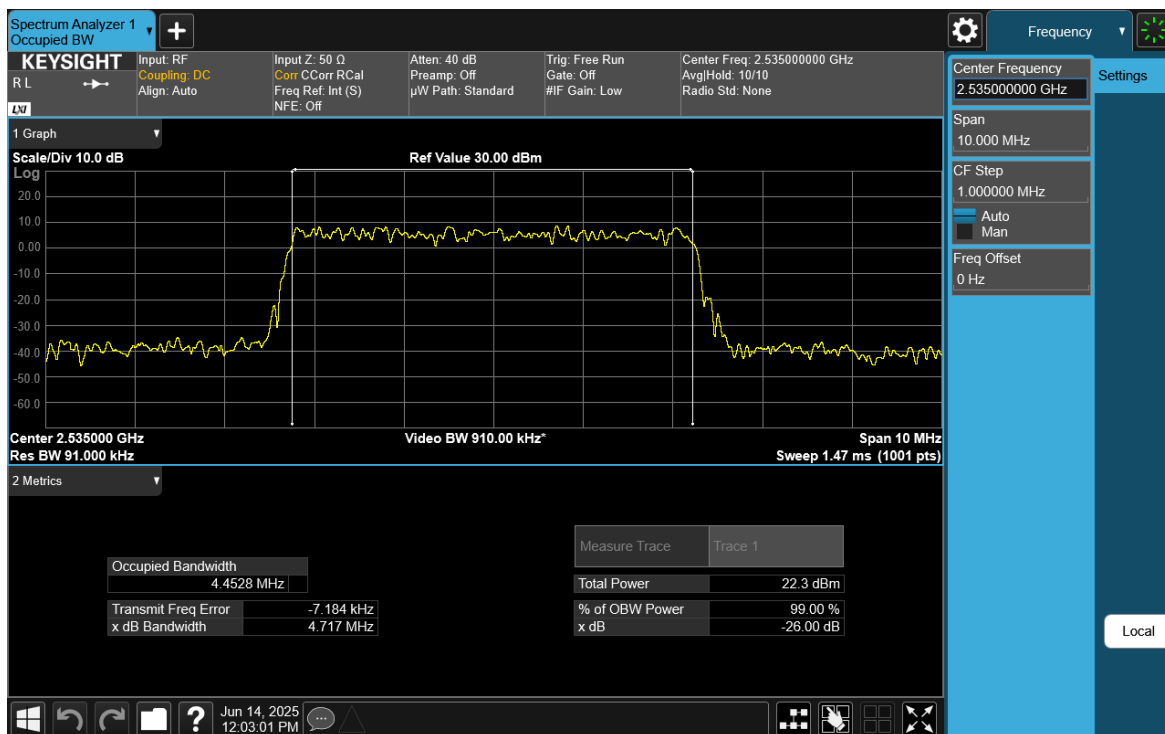 Spectrum Analyzer 1
Occupied BW
Frequency
KEYSIGHT
R L
LXI
Input: RF
Coupling: DC
Align: Auto
Input Z: 50 Ω
Corr CCorr RCal
Freq Ref: Int (S)
NFE: Off
Atten: 40 dB
Preamp: Off
µW Path: Standard
Trig: Free Run
Gate: Off
#IF Gain: Low
Center Freq: 2.535000000 GHz
Avg|Hold: 10/10
Radio Std: None
Center Frequency
2.535000000 GHz
Settings
Span
10.000 MHz
CF Step
1.000000 MHz
Auto
Man
Freq Offset
0 Hz
Local
1 Graph
Scale/Div 10.0 dB
Ref Value 30.00 dBm
Log
20.0
10.0
0.00
-10.0
-20.0
-30.0
-40.0
-50.0
-60.0
Center 2.535000 GHz
Video BW 910.00 kHz*
Span 10 MHz
Res BW 91.000 kHz
Sweep 1.47 ms (1001 pts)
2 Metrics
Occupied Bandwidth
4.4528 MHz
Transmit Freq Error -7.184 kHz
x dB Bandwidth 4.717 MHz
Measure Trace Trace 1
Total Power 22.3 dBm
% of OBW Power 99.00 %
x dB -26.00 dB
?
Jun 14, 2025
12:03:01 PM